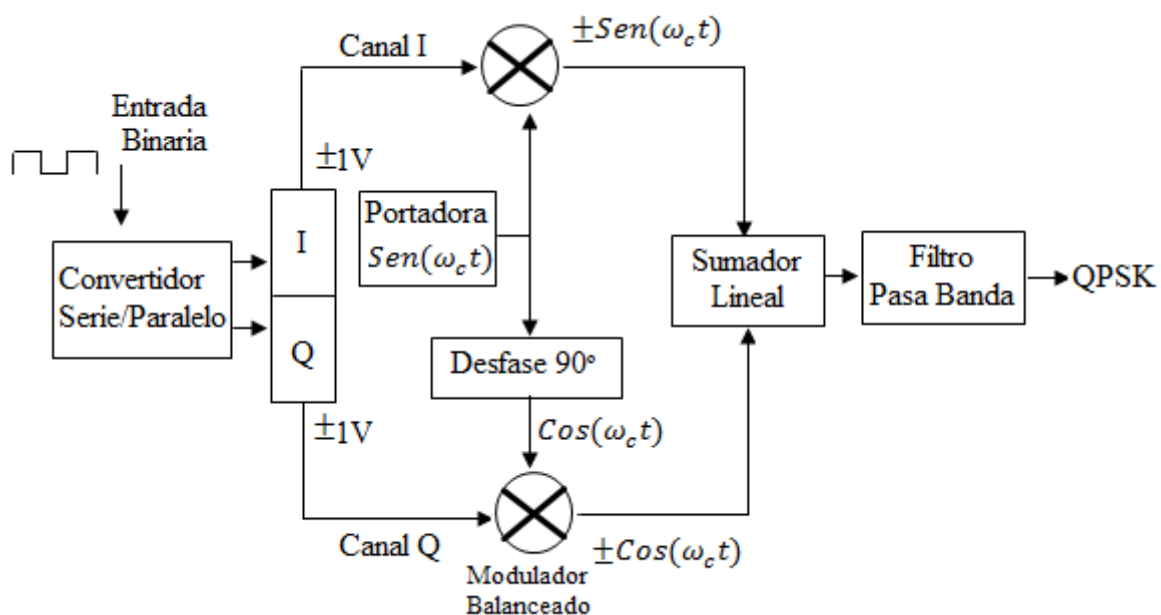 Entrada
Binaria
Convertidor
Serie/Paralelo
±1V
I
Q
±1V
Canal I
±Sen(ω_c t)
Portadora
Sen(ω_c t)
Desfase 90°
Cos(ω_c t)
Canal Q
±Cos(ω_c t)
Modulador
Balanceado
Sumador
Lineal
Filtro
Pasa Banda
QPSK